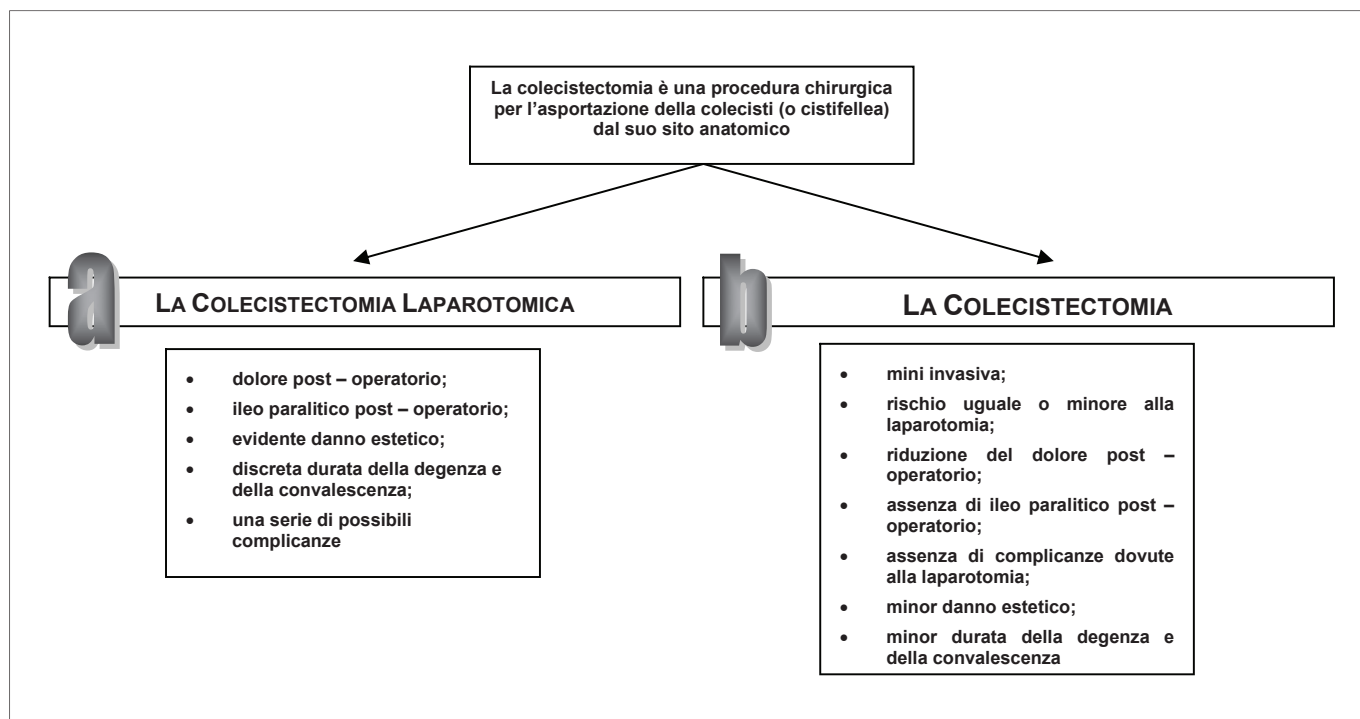 La colecistectomia è una procedura chirurgica
per l’asportazione della colecisti (o cistifellea)
dal suo sito anatomico
a
LA COLECISTECTOMIA LAPAROTOMICA
• dolore post – operatorio;
• ileo paralitico post – operatorio;
• evidente danno estetico;
• discreta durata della degenza e
della convalescenza;
• una serie di possibili
complicanze
b
LA COLECISTECTOMIA
• mini invasiva;
• rischio uguale o minore alla
laparotomia;
• riduzione del dolore post –
operatorio;
• assenza di ileo paralitico post –
operatorio;
• assenza di complicanze dovute
alla laparotomia;
• minor danno estetico;
• minor durata della degenza e
della convalescenza